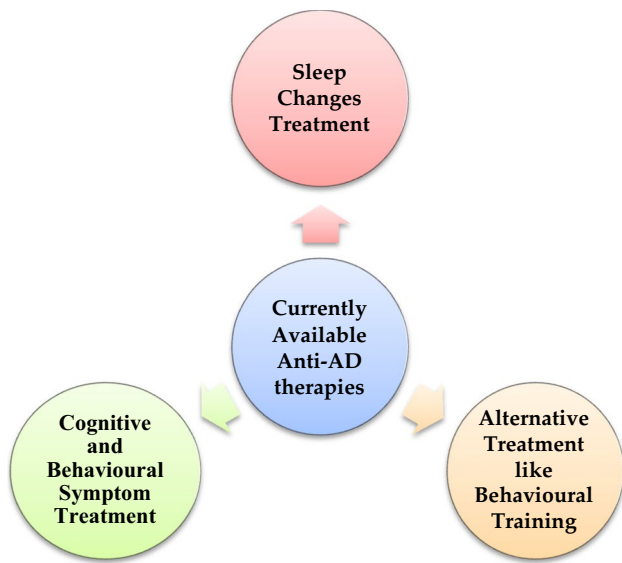 Sleep
Changes
Treatment
Currently
Available
Anti-AD
therapies
Cognitive
and
Behavioural
Symptom
Treatment
Alternative
Treatment
like
Behavioural
Training